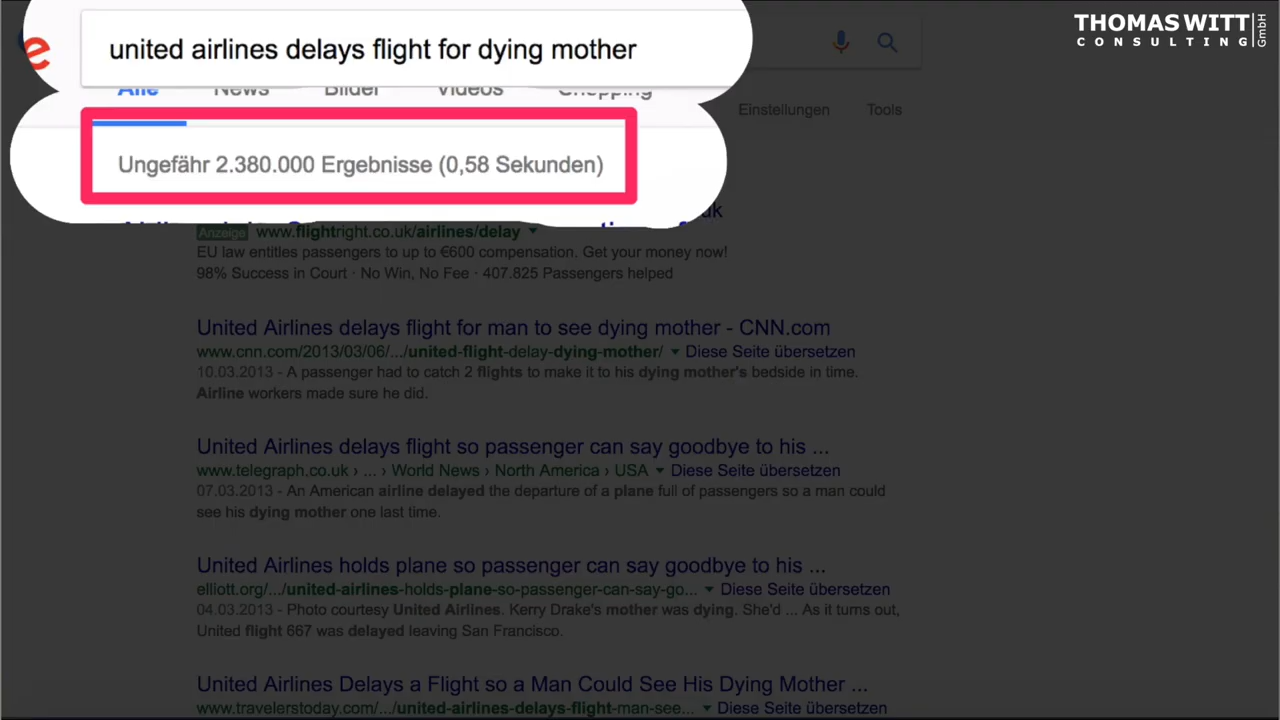 THOMAS WITT
CONSULTING GmbH
e
united airlines delays flight for dying mother
Alle News Bilder Videos Shopping Einstellungen Tools
Ungefähr 2.380.000 Ergebnisse (0,58 Sekunden)
Anzeige www.flightright.co.uk/airlines/delay
EU law entitles passengers to up to €600 compensation. Get your money now!
98% Success in Court · No Win, No Fee · 407.825 Passengers helped
United Airlines delays flight for man to see dying mother - CNN.com
www.cnn.com/2013/03/06/.../united-flight-delay-dying-mother/ Diese Seite übersetzen
10.03.2013 - A passenger had to catch 2 flights to make it to his dying mother's bedside in time.
Airline workers made sure he did.
United Airlines delays flight so passenger can say goodbye to his ...
www.telegraph.co.uk › ... › World News › North America › USA Diese Seite übersetzen
07.03.2013 - An American airline delayed the departure of a plane full of passengers so a man could
see his dying mother one last time.
United Airlines holds plane so passenger can say goodbye to his ...
elliott.org/.../united-airlines-holds-plane-so-passenger-can-say-go... Diese Seite übersetzen
04.03.2013 - Photo courtesy United Airlines. Kerry Drake's mother was dying. She'd ... As it turns out,
United flight 667 was delayed leaving San Francisco.
United Airlines Delays a Flight so a Man Could See His Dying Mother ...
www.travelerstoday.com/.../united-airlines-delays-flight-man-see... Diese Seite übersetzen